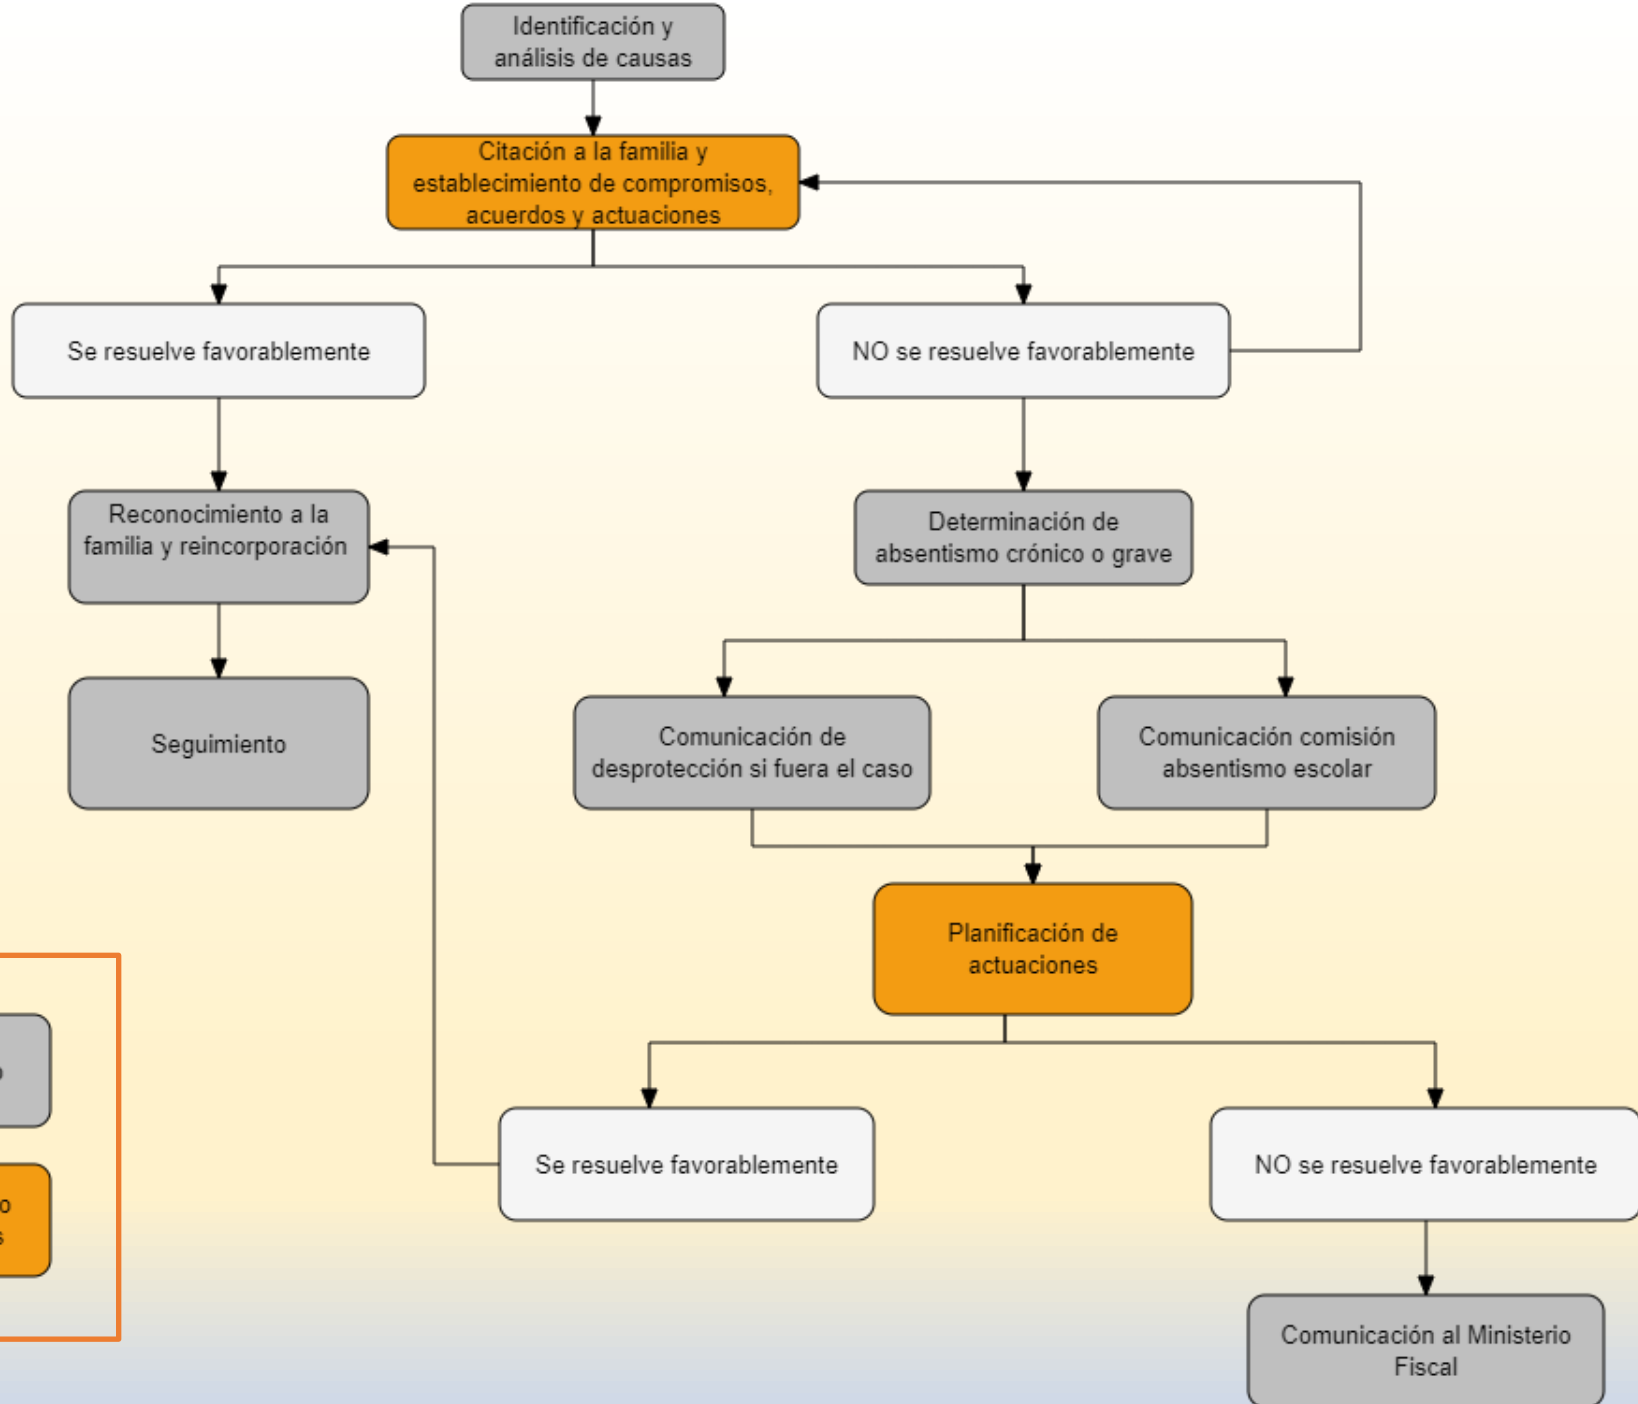 Identificación y
análisis de causas
Citación a la familia y
establecimiento de compromisos,
acuerdos y actuaciones
Se resuelve favorablemente
NO se resuelve favorablemente
Reconocimiento a la
familia y reincorporación
Determinación de
absentismo crónico o grave
Seguimiento
Comunicación de
desprotección si fuera el caso
Comunicación comisión
absentismo escolar
Planificación de
actuaciones
Se resuelve favorablemente
NO se resuelve favorablemente
Comunicación al Ministerio
Fiscal